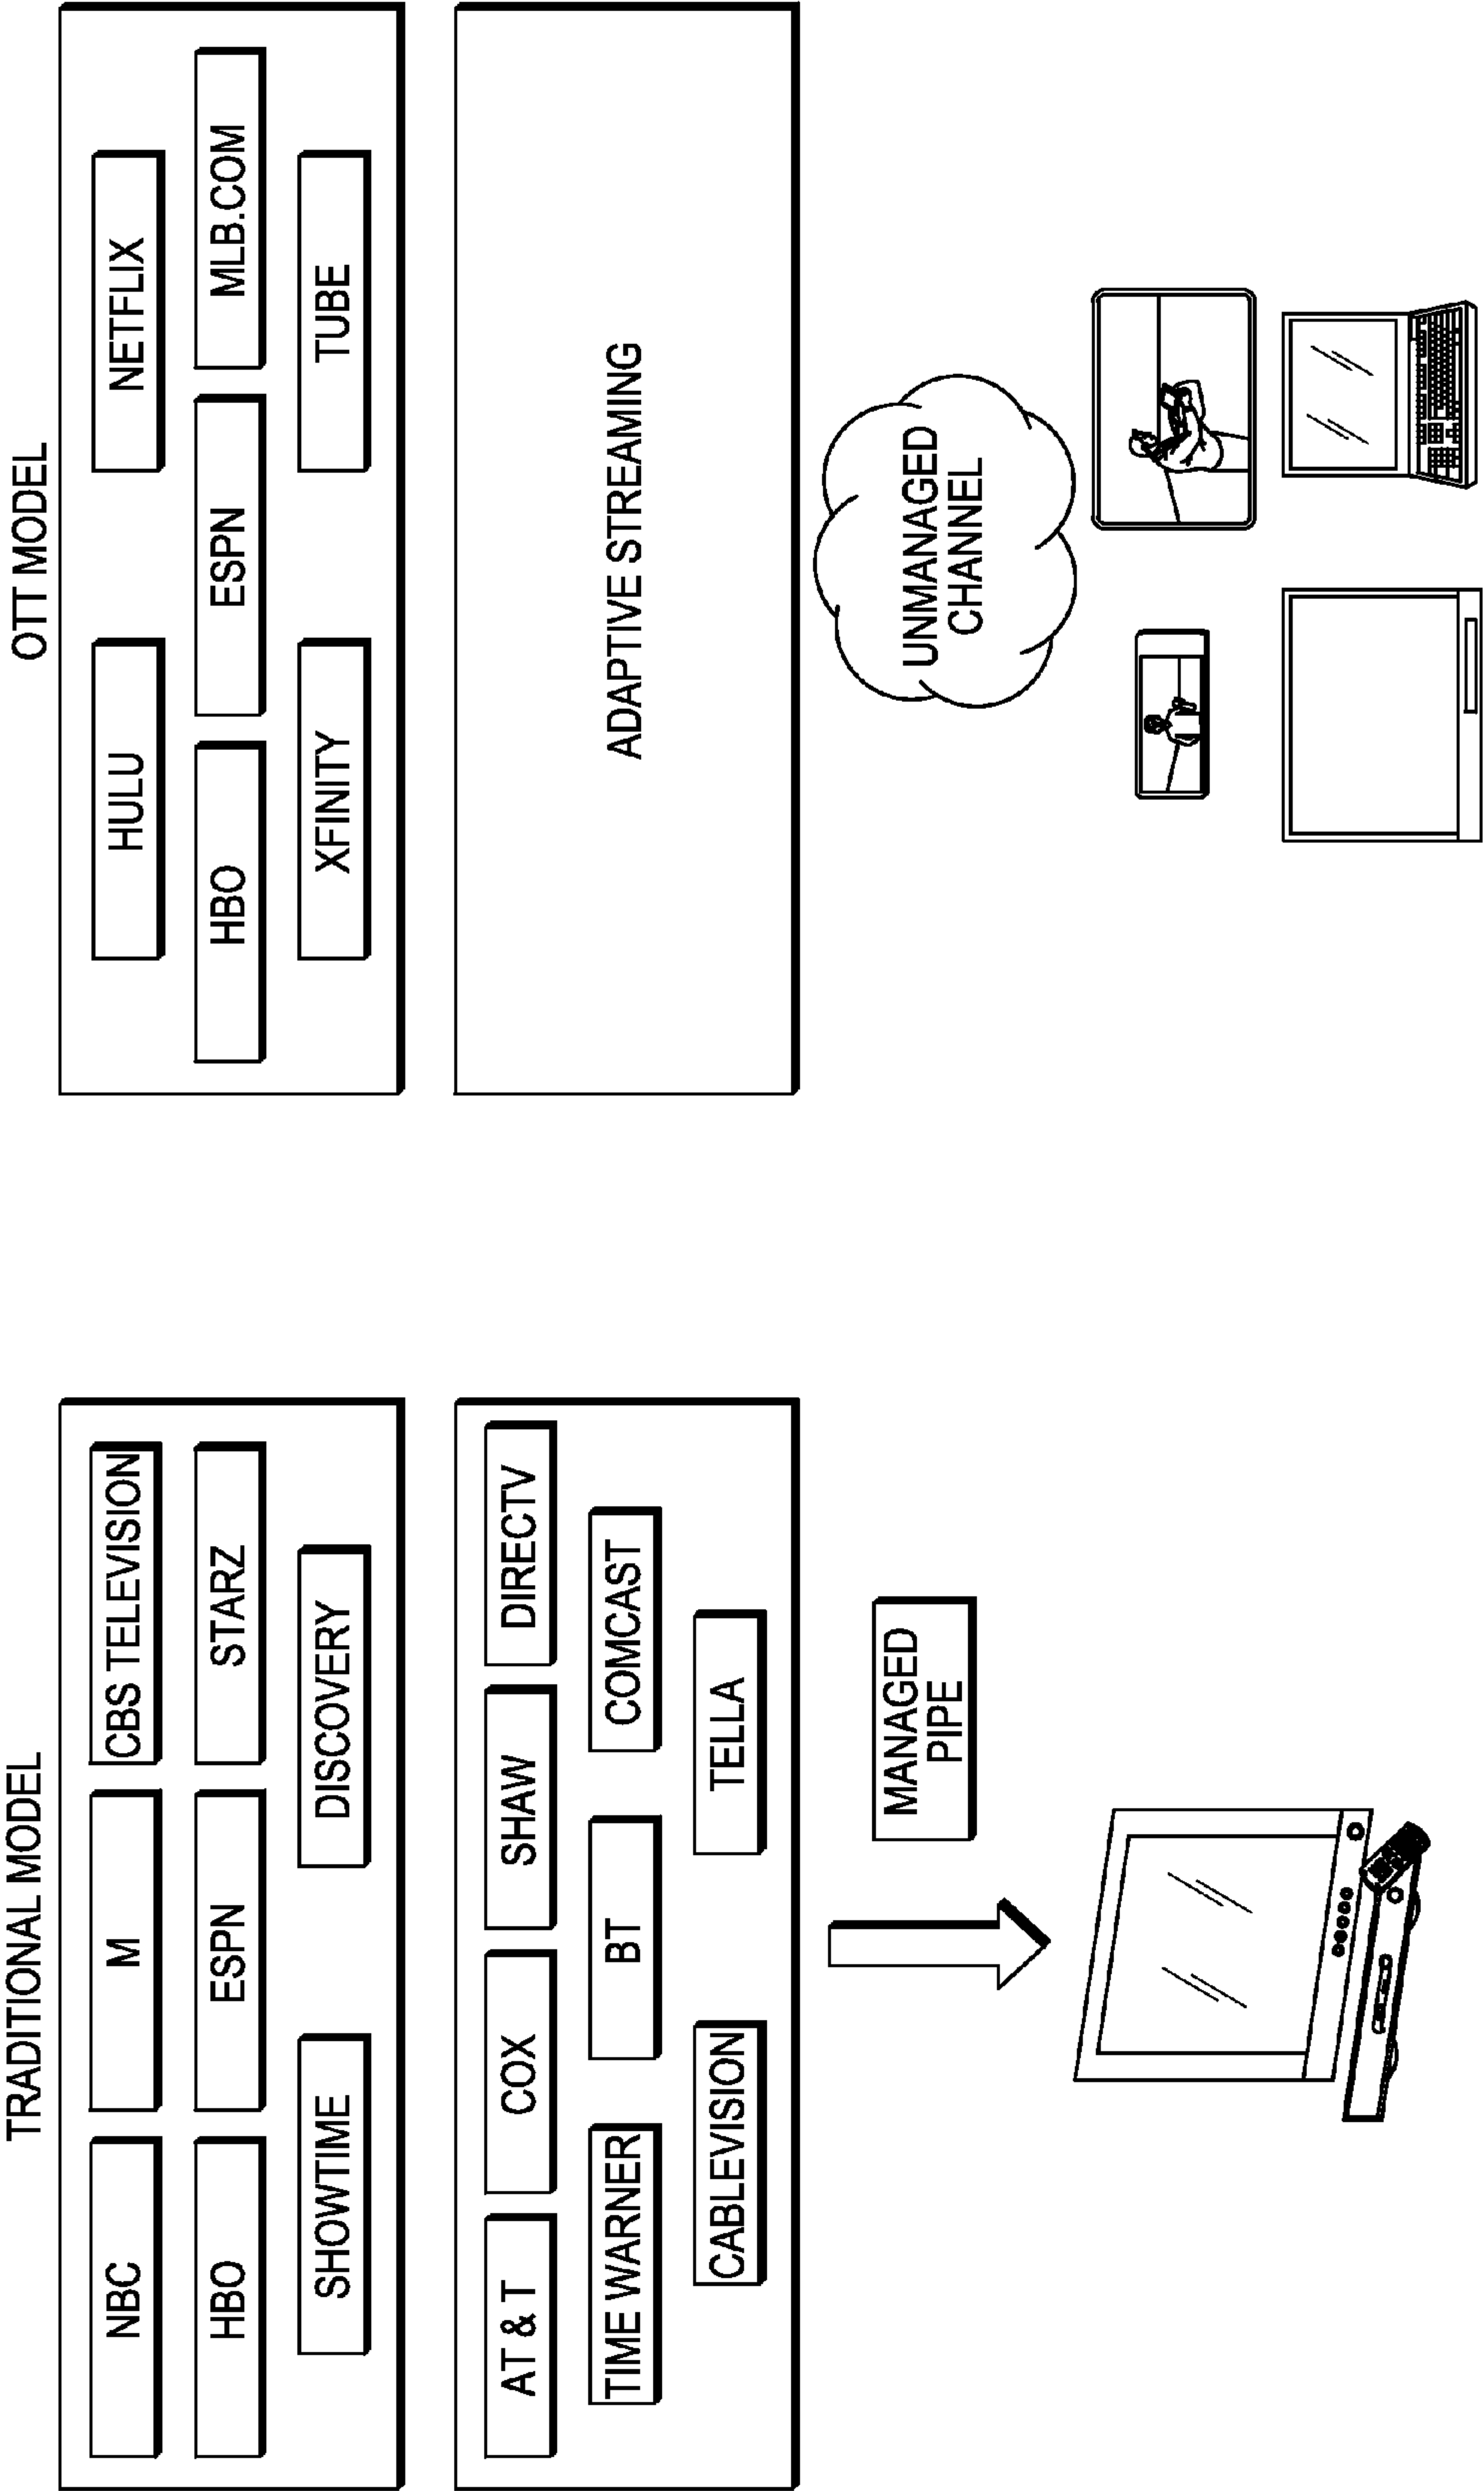 TRADITIONAL MODEL
NBC
M
CBS TELEVISION
HBO
ESPN
STARZ
SHOWTIME
DISCOVERY
AT & T
COX
SHAW
DIRECTV
TIME WARNER
BT
COMCAST
CABLEVISION
TELLA
MANAGED
PIPE
OTT MODEL
HULU
NETFLIX
HBO
ESPN
MLB.COM
XFINITY
TUBE
ADAPTIVE STREAMING
UNMANAGED
CHANNEL